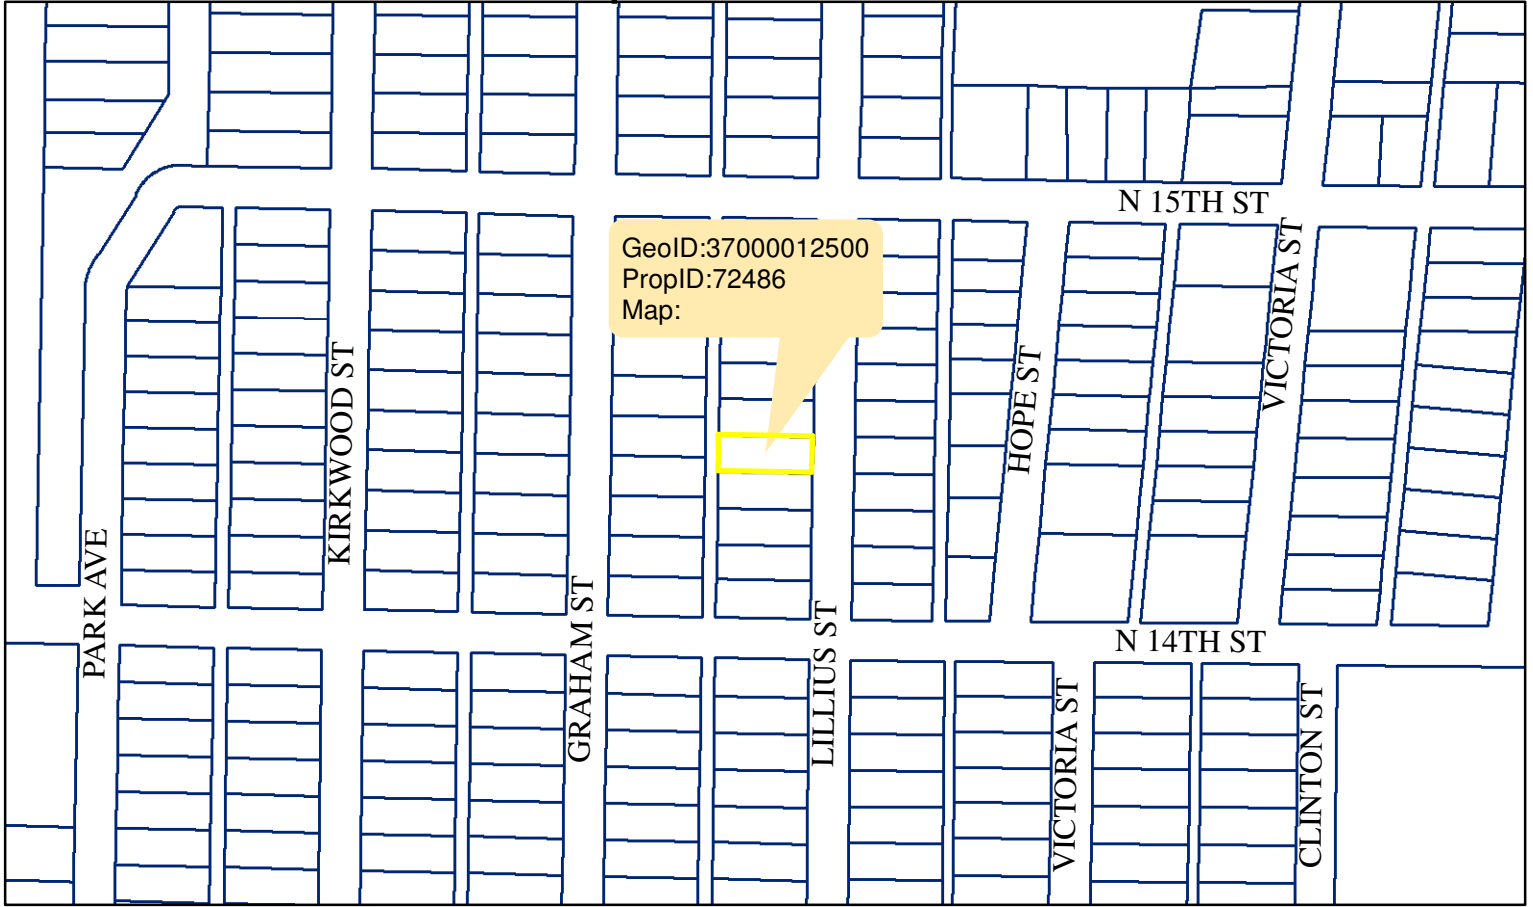 N 15TH ST
GeoID:37000012500
PropID:72486
Map:
VICTORIA ST
KIRKWOOD ST
HOPE ST
PARK AVE
GRAHAM ST
LILLIUS ST
N 14TH ST
VICTORIA ST
CLINTON ST